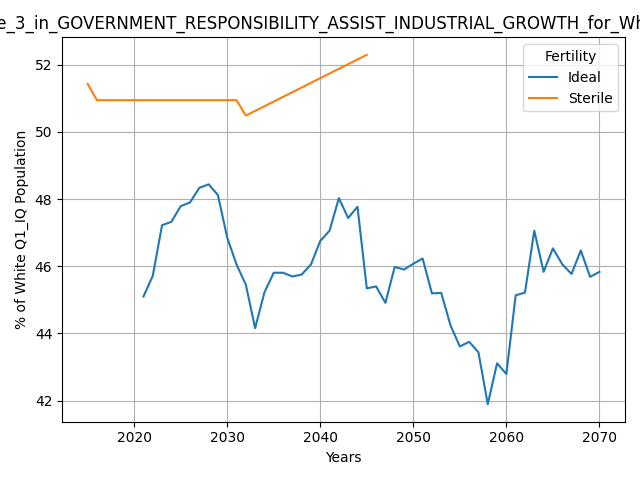 e_3_in_GOVERNMENT_RESPONSIBILITY_ASSIST_INDUSTRIAL_GROWTH_for_Wh
Fertility
Ideal
Sterile
% of White Q1_IQ Population
52
50
48
46
44
42
2020 2030 2040 2050 2060 2070
Years